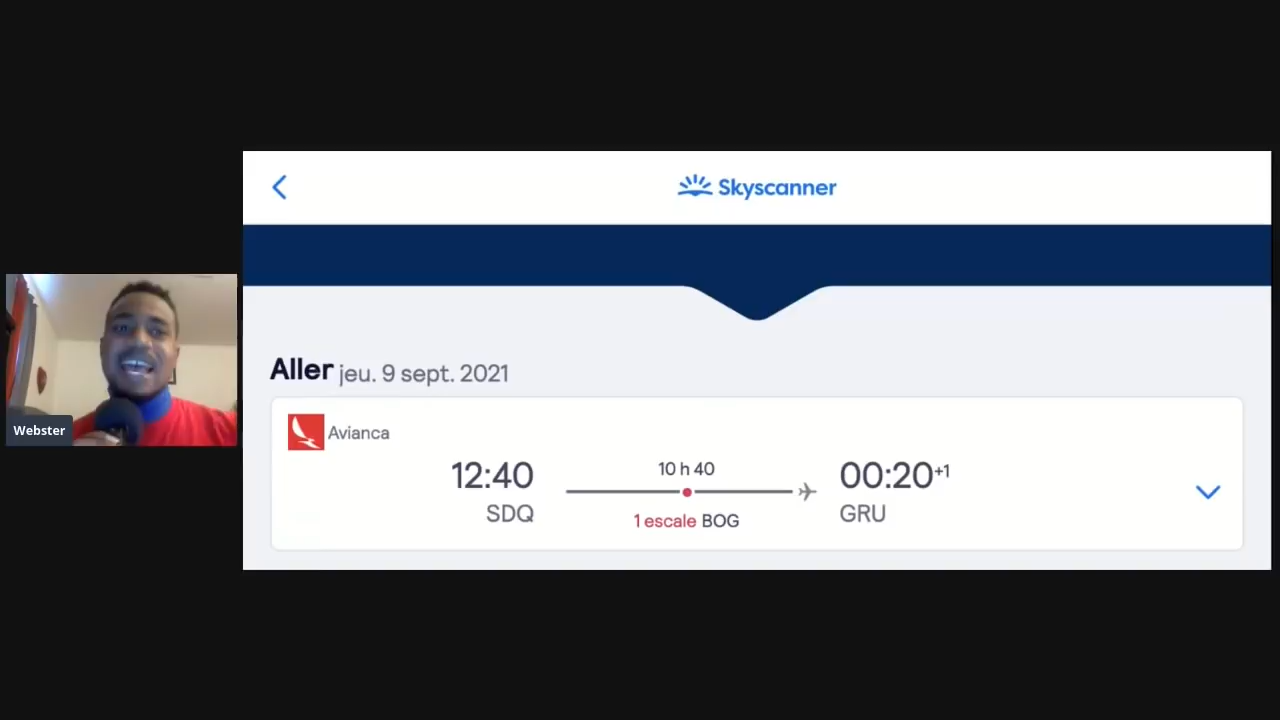 Skyscanner
Aller jeu. 9 sept. 2021
Avianca
12:40
10 h 40
00:20+1
SDQ
1 escale BOG
GRU
Webster